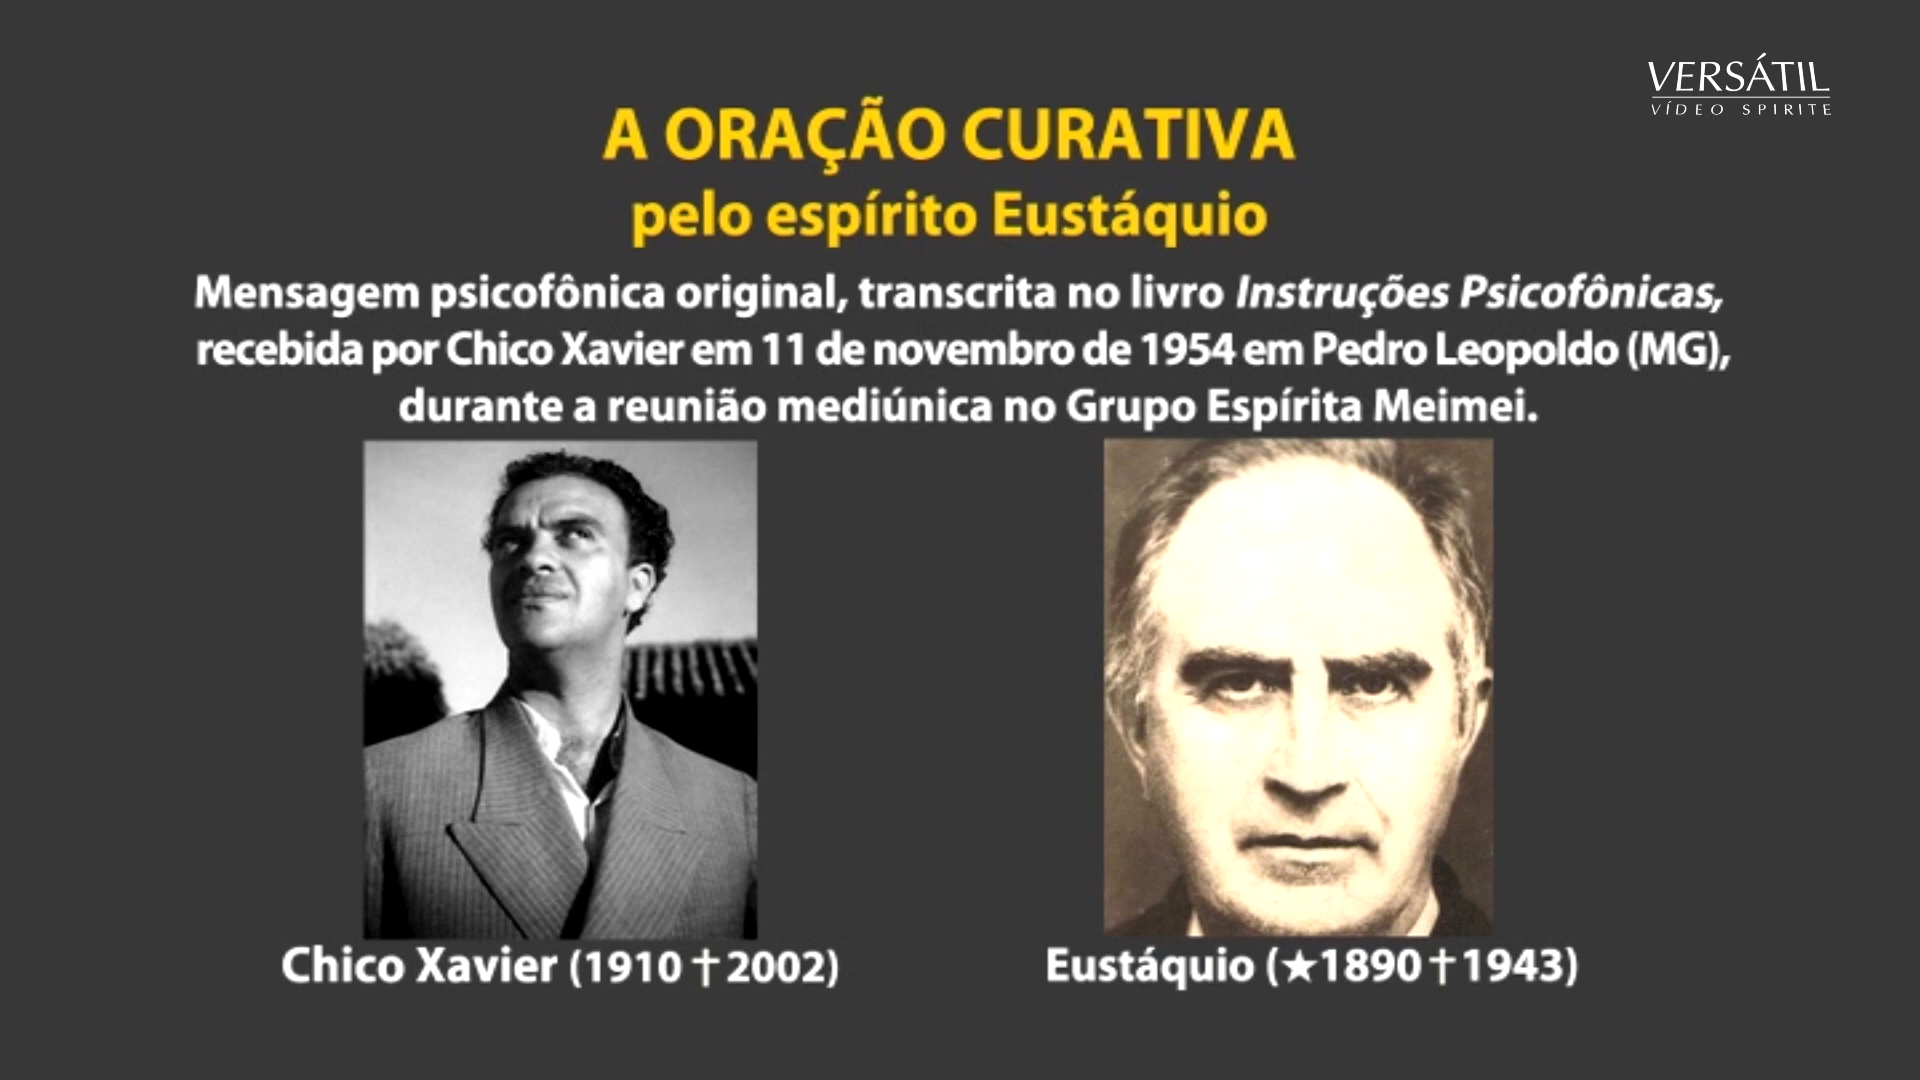 VERSÁTIL
VÍDEO SPIRITE
A ORAÇÃO CURATIVA
pelo espírito Eustáquio
Mensagem psicofônica original, transcrita no livro Instruções Psicofônicas,
recebida por Chico Xavier em 11 de novembro de 1954 em Pedro Leopoldo (MG),
durante a reunião mediúnica no Grupo Espírita Meimei.
Chico Xavier (1910 † 2002)
Eustáquio (★1890 † 1943)